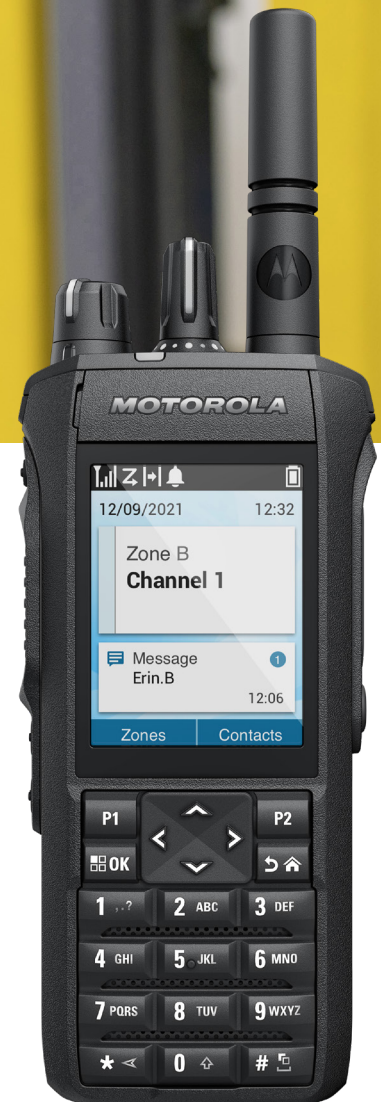 MOTOROLA
12/09/2021 12:32
Zone B
Channel 1
Message 1
Erin.B
12:06
Zones Contacts
P1 P2
OK
1 ,.? 2 ABC 3 DEF
4 GHI 5 JKL 6 MNO
7 PQRS 8 TUV 9 WXYZ
* 0 #